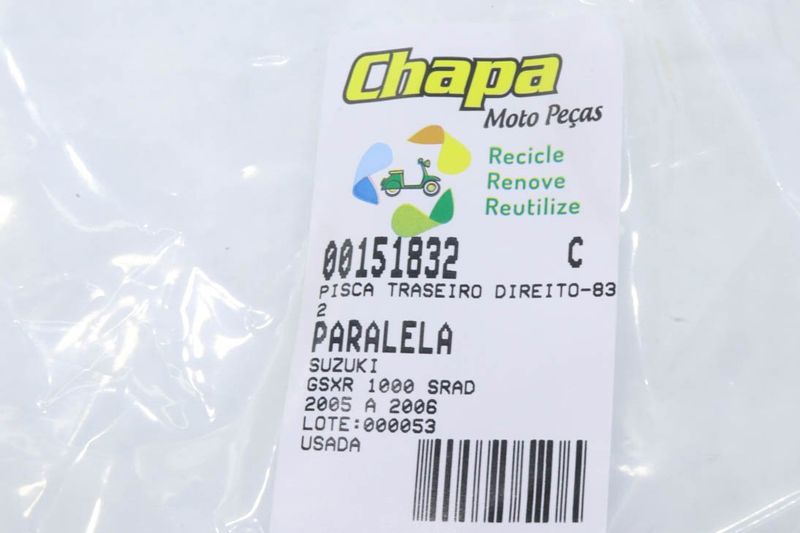 Chapa
Moto Peças
Recicle
Renove
Reutilize
00151832 C
PISCA TRASEIRO DIREITO-83
2
PARALELA
SUZUKI
GSXR 1000 SRAD
2005 A 2006
LOTE:000053
USADA